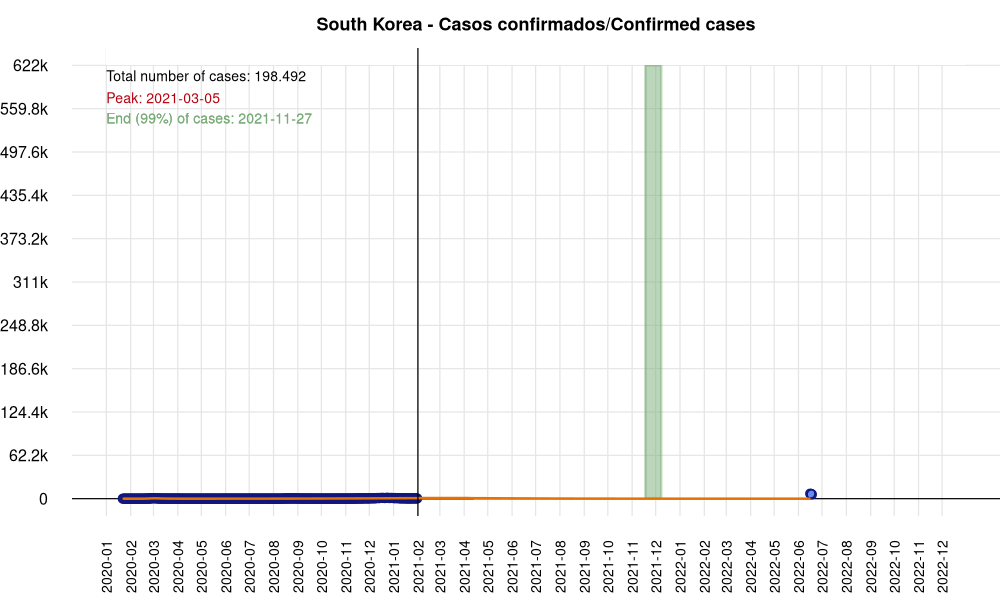 South Korea - Casos confirmados/Confirmed cases
622k
Total number of cases: 198.492
Peak: 2021-03-05
559.8k
End (99%) of cases: 2021-11-27
497.6k
435.4k
373.2k
311k
248.8k
186.6k
124.4k
62.2k
0
2020-01
2020-02
2020-03
2020-04
2020-05
2020-06
2020-07
2020-08
2020-09
2020-10
2020-11
2020-12
2021-01
2021-02
2021-03
2021-04
2021-05
2021-06
2021-07
2021-08
2021-09
2021-10
2021-11
2021-12
2022-01
2022-02
2022-03
2022-04
2022-05
2022-06
2022-07
2022-08
2022-09
2022-10
2022-11
2022-12